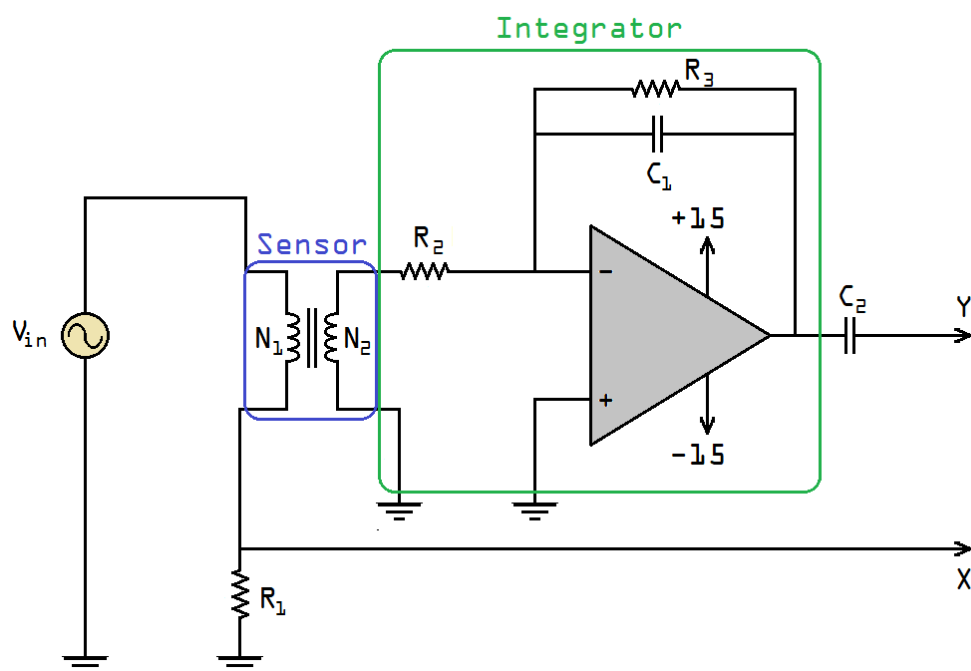 Integrator
R3
C1
+15
Sensor
R2
C2
Y
Vin
N1
N2
-
+
-15
X
R1